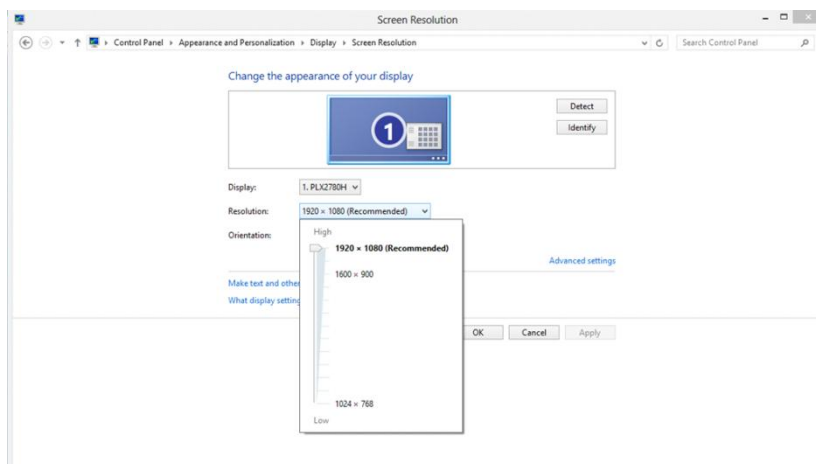 Screen Resolution
Control Panel Appearance and Personalization Display Screen Resolution
Search Control Panel
Change the appearance of your display
1
Detect
Identify
Display: 1. PLX2780H
Resolution: 1920 × 1080 (Recommended)
Orientation:
High
1920 × 1080 (Recommended)
1600 × 900
1024 × 768
Low
Advanced settings
Make text and other
What display setting
OK Cancel Apply